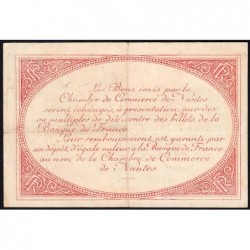 Les Bons émis par la
Chambre de Commerce de Nantes
seront échangés, à présentation, par dix
ou multiples de dix contre des billets de la
Banque de France
Leur remboursement est garanti par
un dépôt d'égale valeur à la Banque de France
au nom de la Chambre de Commerce
de Nantes.